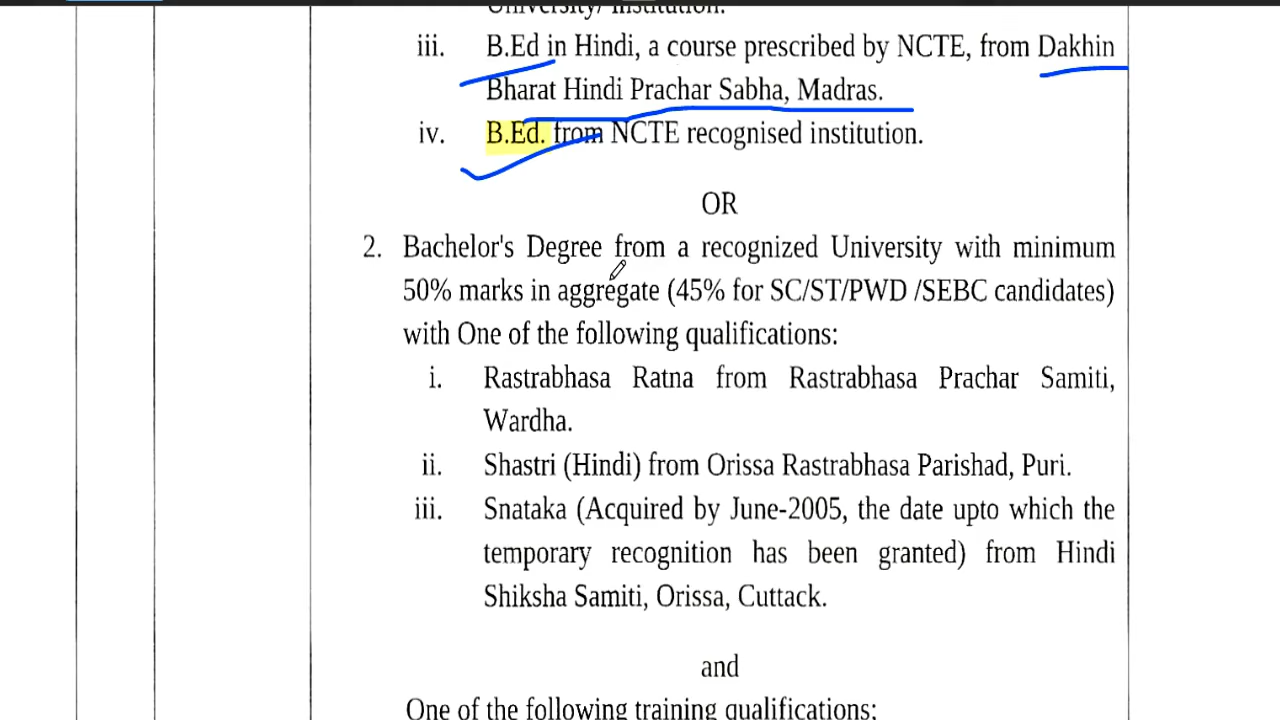 University/ Institution.
iii. B.Ed in Hindi, a course prescribed by NCTE, from Dakhin
Bharat Hindi Prachar Sabha, Madras.
iv. B.Ed. from NCTE recognised institution.
OR
2. Bachelor's Degree from a recognized University with minimum
50% marks in aggregate (45% for SC/ST/PWD /SEBC candidates)
with One of the following qualifications:
i. Rastrabhasa Ratna from Rastrabhasa Prachar Samiti,
Wardha.
ii. Shastri (Hindi) from Orissa Rastrabhasa Parishad, Puri.
iii. Snataka (Acquired by June-2005, the date upto which the
temporary recognition has been granted) from Hindi
Shiksha Samiti, Orissa, Cuttack.
and
One of the following training qualifications: